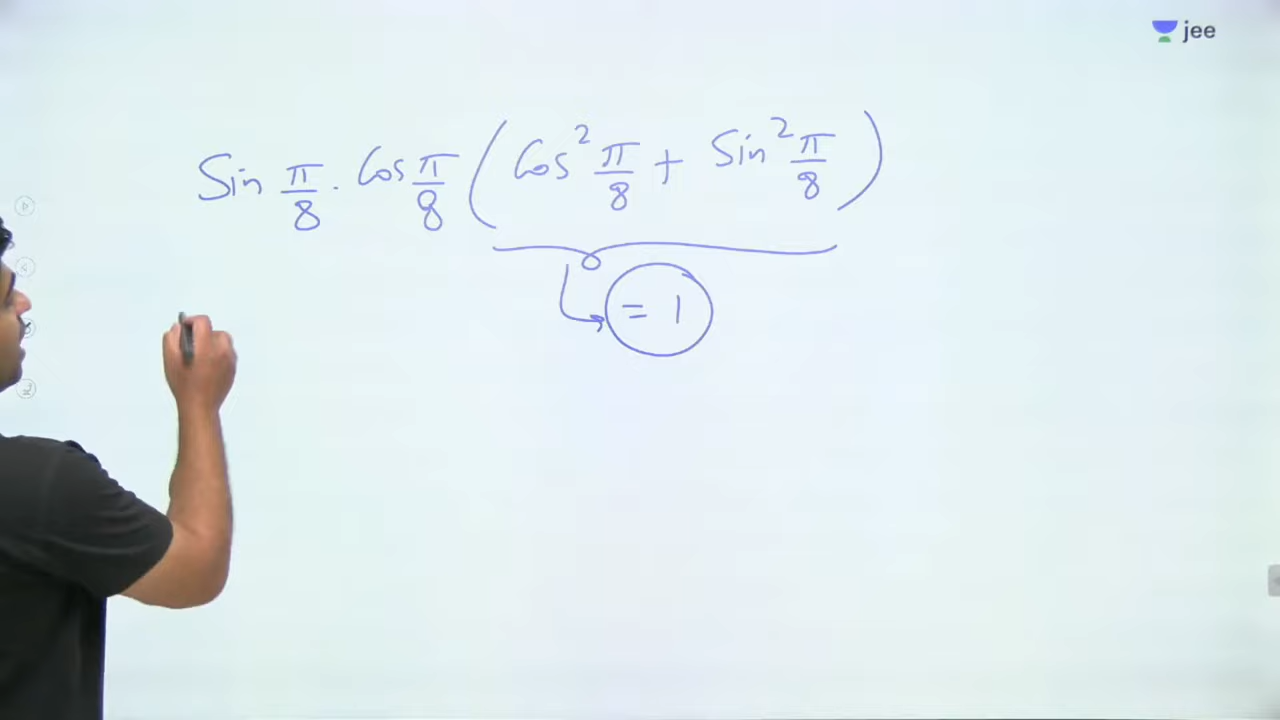 jee
Sin π/8 . Cos π/8 (Cos² π/8 + Sin² π/8)
= 1